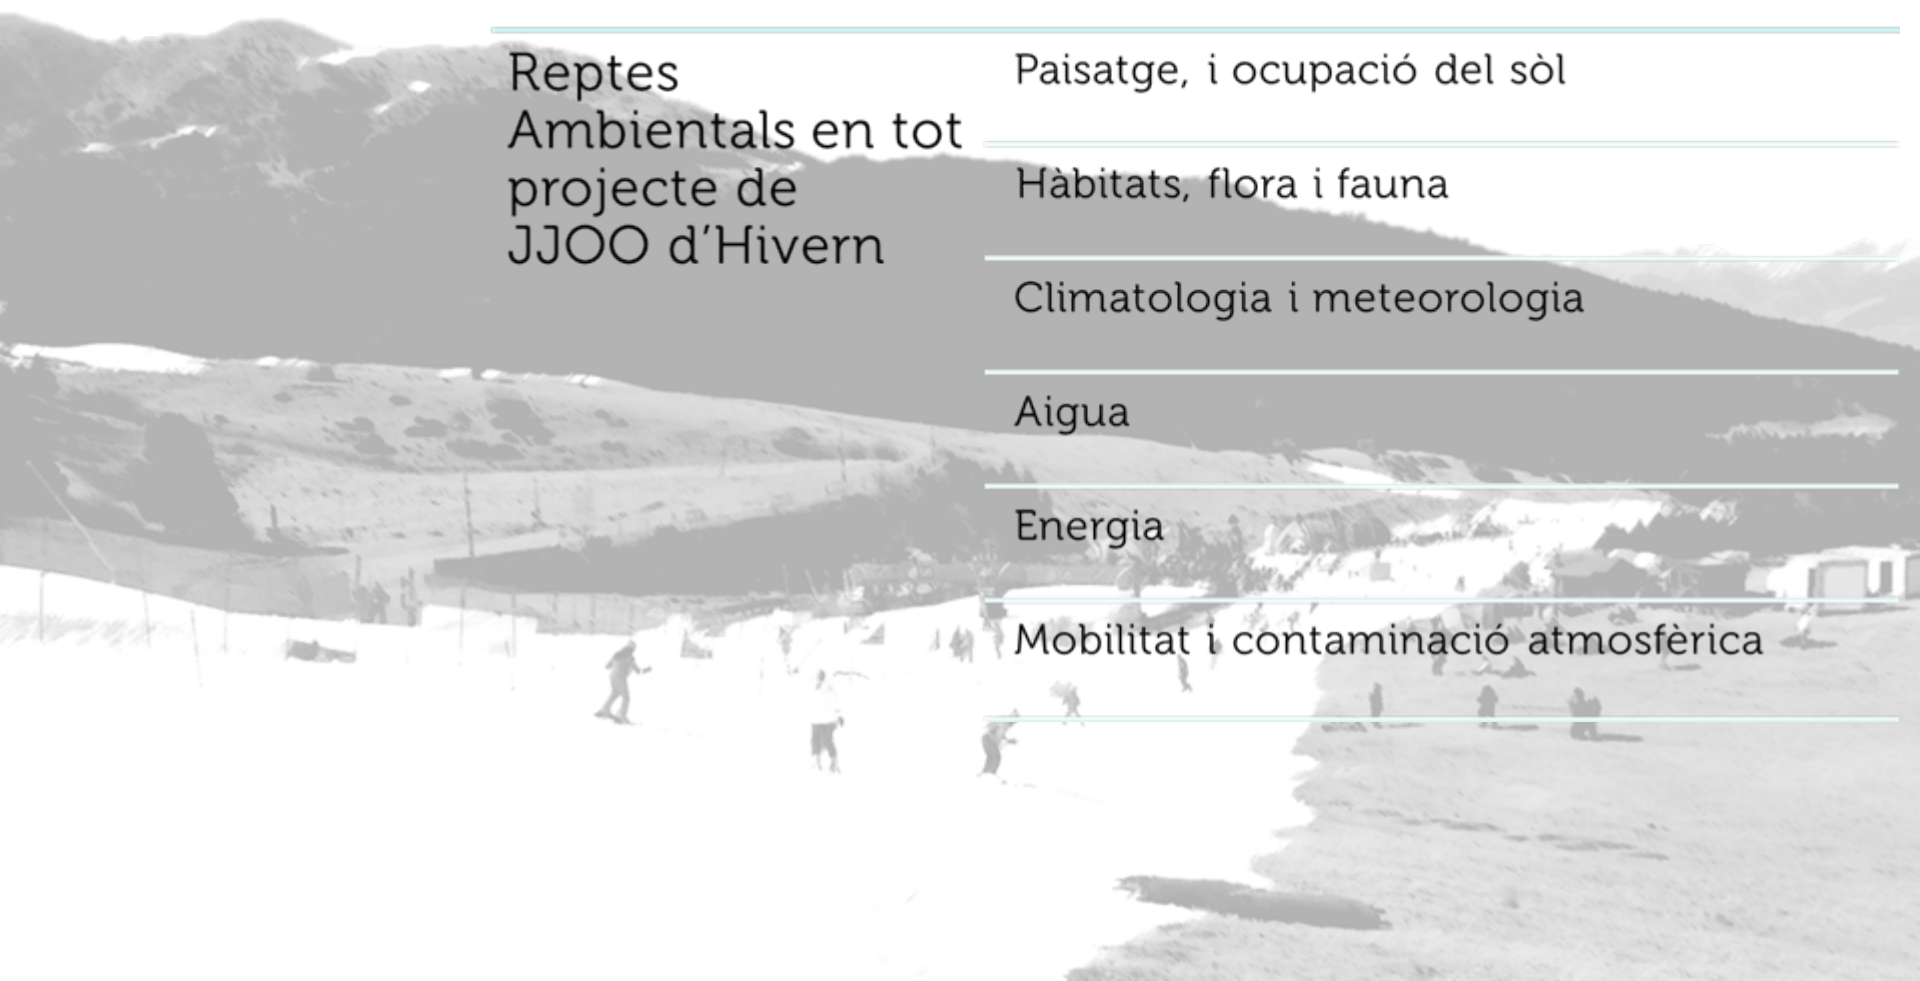 Reptes
Ambientals en tot
projecte de
JJOO d’Hivern
Paisatge, i ocupació del sòl
Hàbitats, flora i fauna
Climatologia i meteorologia
Aigua
Energia
Mobilitat i contaminació atmosfèrica